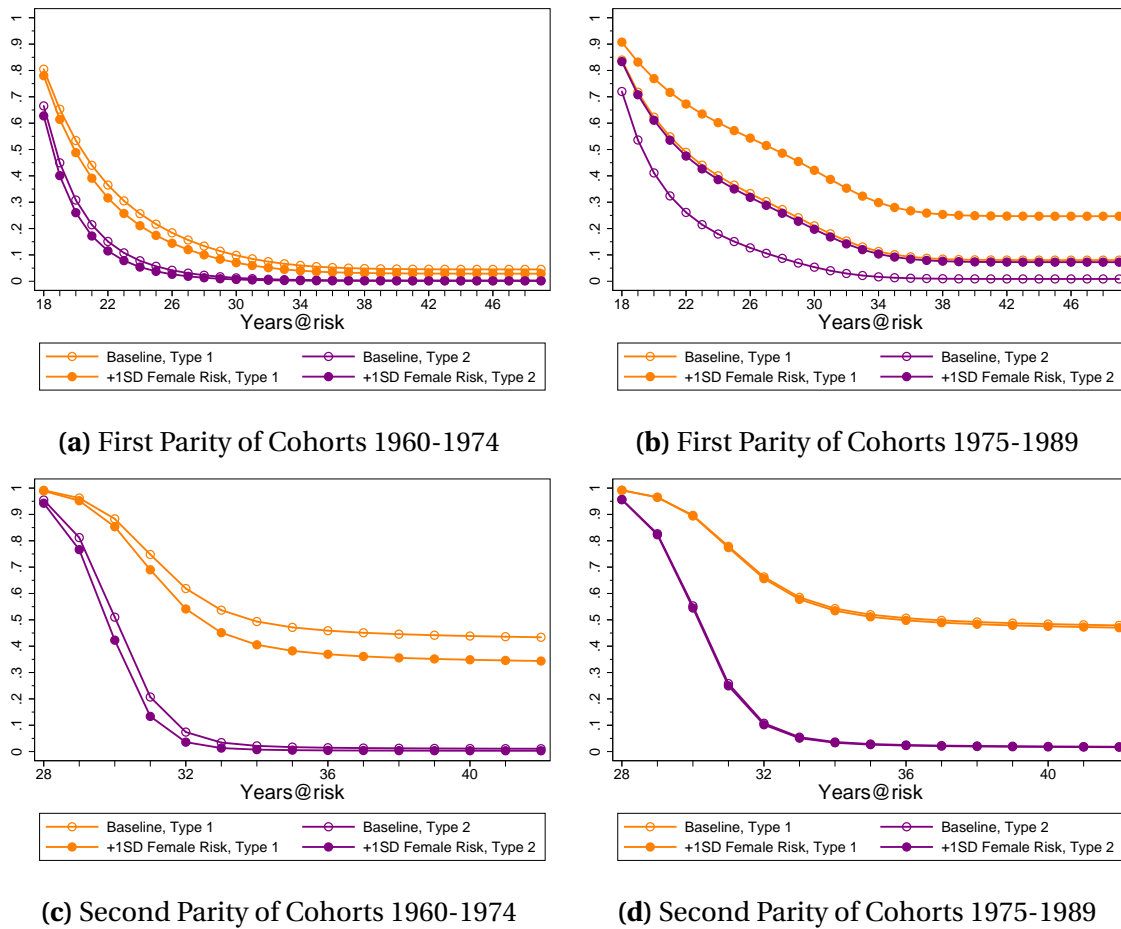 1
.9
.8
.7
.6
.5
.4
.3
.2
.1
0
18 22 26 30 34 38 42 46
Years@risk
Baseline, Type 1 Baseline, Type 2
+1SD Female Risk, Type 1 +1SD Female Risk, Type 2
(a) First Parity of Cohorts 1960-1974
1
.9
.8
.7
.6
.5
.4
.3
.2
.1
0
18 22 26 30 34 38 42 46
Years@risk
Baseline, Type 1 Baseline, Type 2
+1SD Female Risk, Type 1 +1SD Female Risk, Type 2
(b) First Parity of Cohorts 1975-1989
1
.9
.8
.7
.6
.5
.4
.3
.2
.1
0
28 32 36 40
Years@risk
Baseline, Type 1 Baseline, Type 2
+1SD Female Risk, Type 1 +1SD Female Risk, Type 2
(c) Second Parity of Cohorts 1960-1974
1
.9
.8
.7
.6
.5
.4
.3
.2
.1
0
28 32 36 40
Years@risk
Baseline, Type 1 Baseline, Type 2
+1SD Female Risk, Type 1 +1SD Female Risk, Type 2
(d) Second Parity of Cohorts 1975-1989